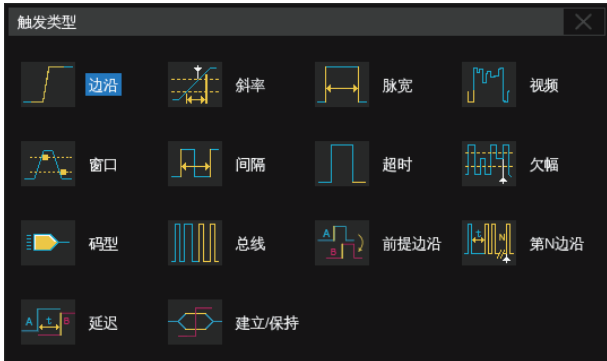 触发类型
边沿 斜率 脉宽 视频
窗口 间隔 超时 欠幅
码型 总线 A B 前提边沿 t N 第N边沿
A t B 延迟 建立/保持